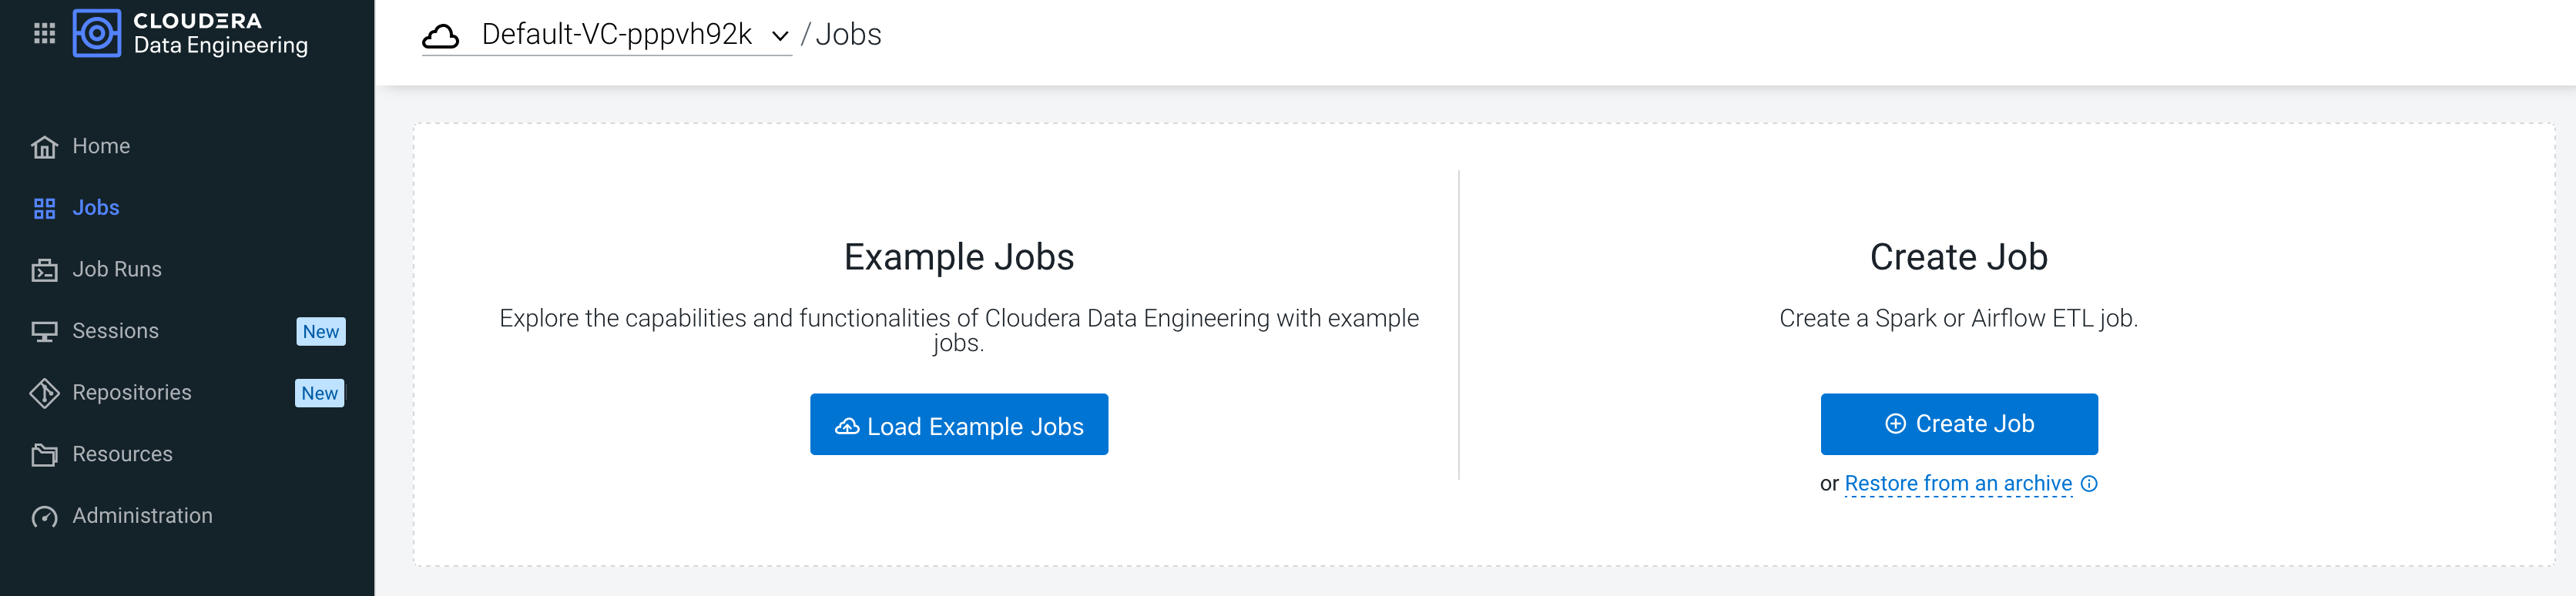 CLOUDERA
Data Engineering
Home
Jobs
Job Runs
Sessions New
Repositories New
Resources
Administration
Default-VC-pppvh92k / Jobs
Example Jobs
Explore the capabilities and functionalities of Cloudera Data Engineering with example
jobs.
Load Example Jobs
Create Job
Create a Spark or Airflow ETL job.
Create Job
or Restore from an archive